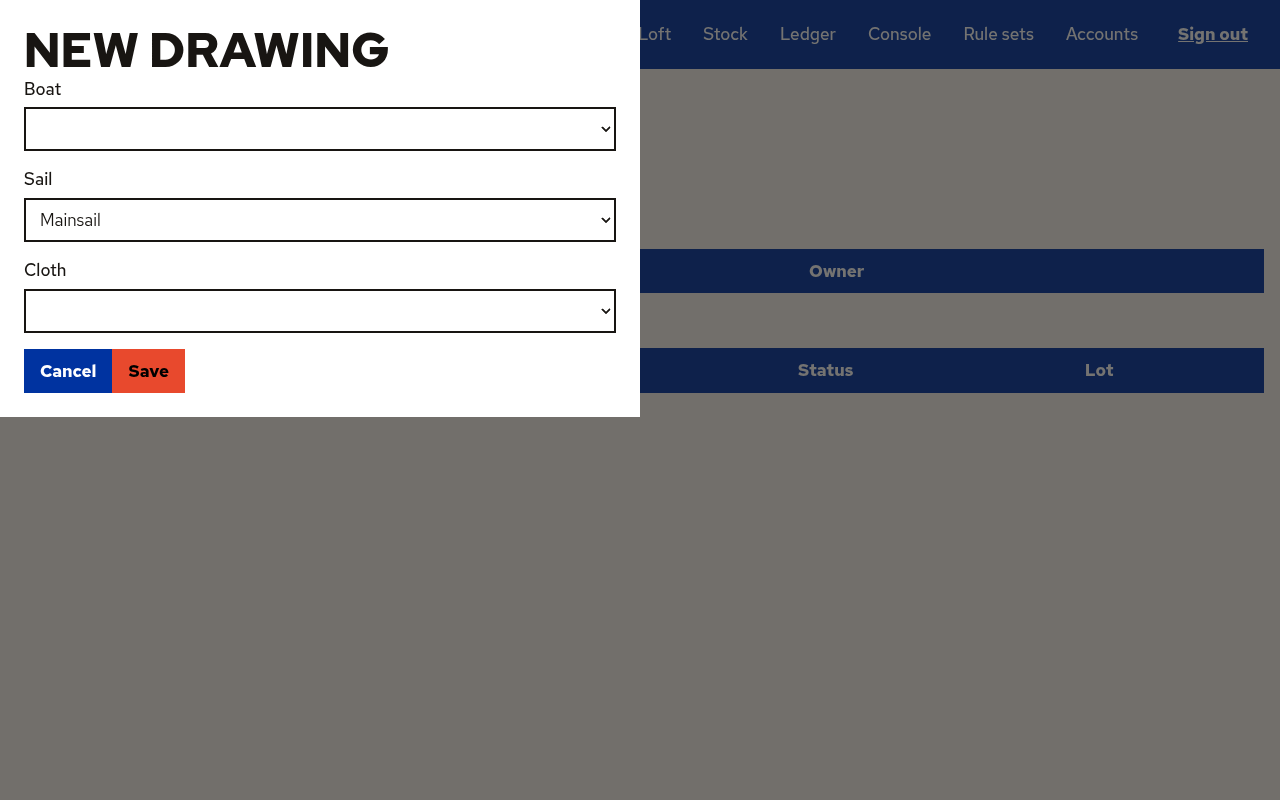 NEW DRAWING
Boat
Sail
Mainsail
Cloth
Cancel Save
Loft Stock Ledger Console Rule sets Accounts Sign out
Owner
Status Lot